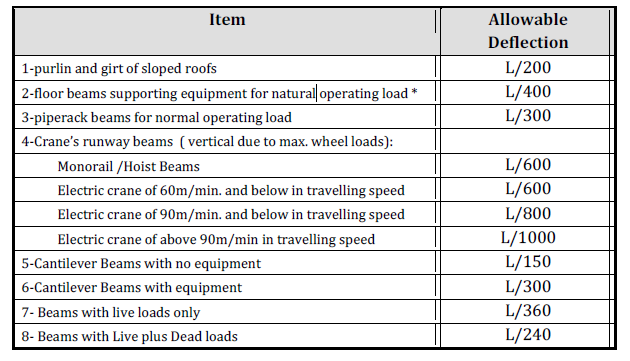 Item Allowable
Deflection
1-purlin and girt of sloped roofs L/200
2-floor beams supporting equipment for natural operating load * L/400
3-piperack beams for normal operating load L/300
4-Crane's runway beams ( vertical due to max. wheel loads):
Monorail /Hoist Beams L/600
Electric crane of 60m/min. and below in travelling speed L/600
Electric crane of 90m/min. and below in travelling speed L/800
Electric crane of above 90m/min in travelling speed L/1000
5-Cantilever Beams with no equipment L/150
6-Cantilever Beams with equipment L/300
7- Beams with live loads only L/360
8- Beams with Live plus Dead loads L/240